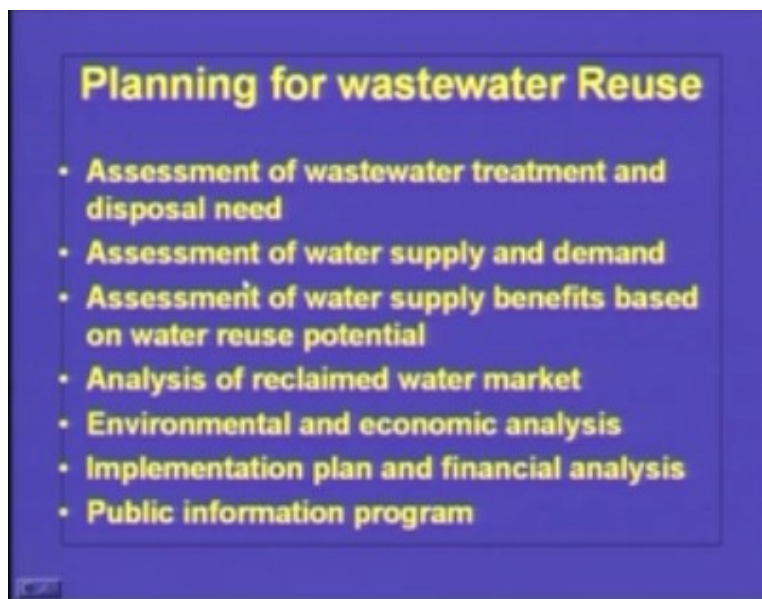 Planning for wastewater Reuse
• Assessment of wastewater treatment and
disposal need
• Assessment of water supply and demand
• Assessment of water supply benefits based
on water reuse potential
• Analysis of reclaimed water market
• Environmental and economic analysis
• Implementation plan and financial analysis
• Public information program